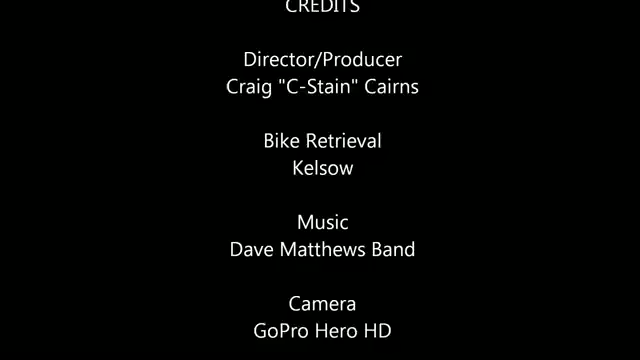 CREDITS
Director/Producer
Craig "C-Stain" Cairns
Bike Retrieval
Kelsow
Music
Dave Matthews Band
Camera
GoPro Hero HD